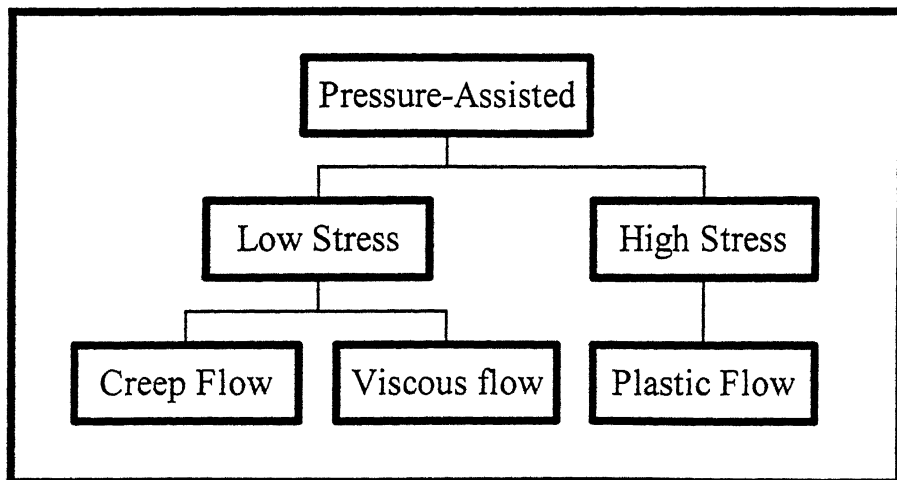 Pressure-Assisted
Low Stress
High Stress
Creep Flow
Viscous flow
Plastic Flow